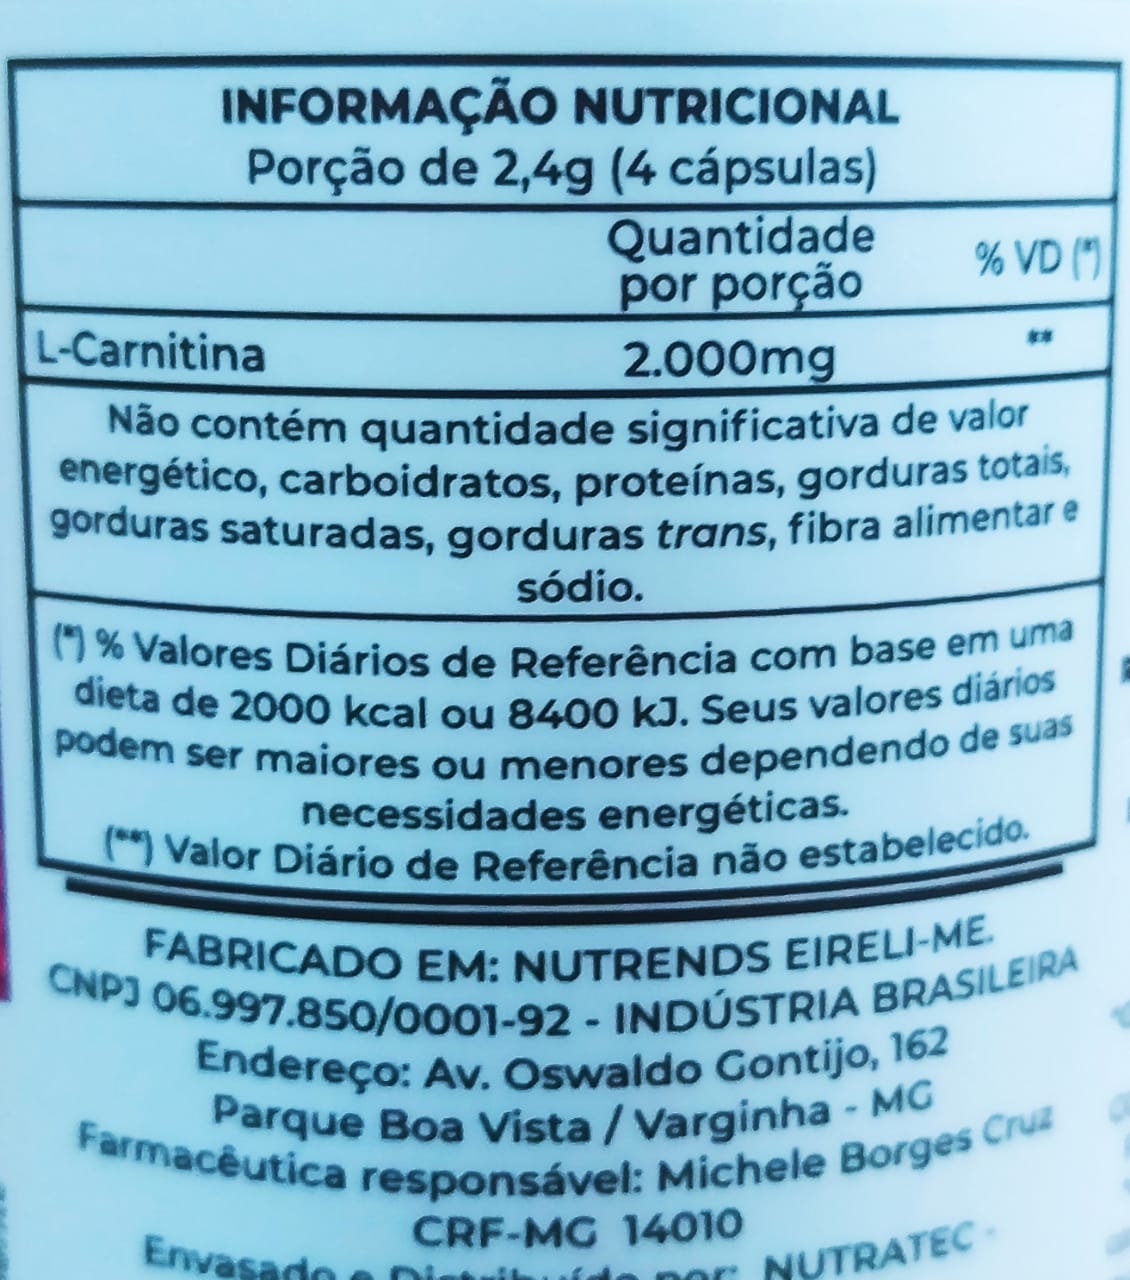 INFORMAÇÃO NUTRICIONAL
Porção de 2,4g (4 cápsulas)
Quantidade
por porção
% VD (*)
L-Carnitina 2.000mg **
Não contém quantidade significativa de valor
energético, carboidratos, proteínas, gorduras totais,
gorduras saturadas, gorduras trans, fibra alimentar e
sódio.
(*) % Valores Diários de Referência com base em uma
dieta de 2000 kcal ou 8400 kJ. Seus valores diários
podem ser maiores ou menores dependendo de suas
necessidades energéticas.
(**) Valor Diário de Referência não estabelecido.
FABRICADO EM: NUTRENDS EIRELI-ME.
CNPJ 06.997.850/0001-92 - INDÚSTRIA BRASILEIRA
Endereço: Av. Oswaldo Gontijo, 162
Parque Boa Vista / Varginha - MG
Farmacêutica responsável: Michele Borges Cruz
CRF-MG 14010
Envasado e Distribuído por: NUTRATEC -